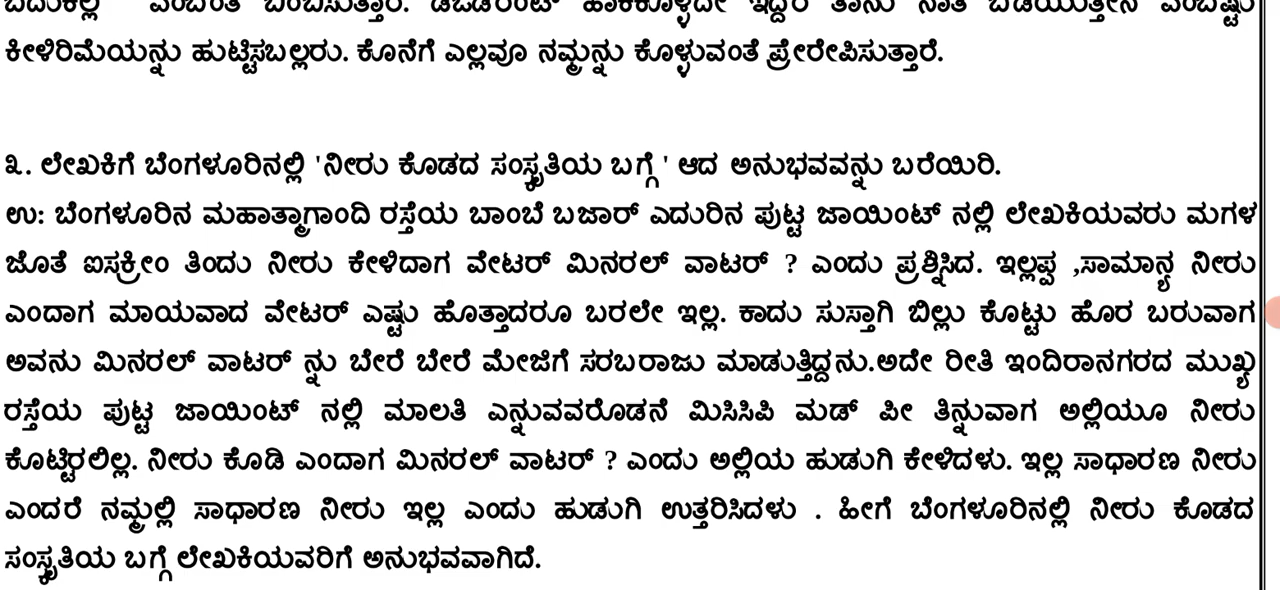 ಕೀಳಿರಿಮೆಯನ್ನು ಹುಟ್ಟಿಸಬಲ್ಲರು. ಕೊನೆಗೆ ಎಲ್ಲವೂ ನಮ್ಮನ್ನು ಕೊಳ್ಳುವಂತೆ ಪ್ರೇರೇಪಿಸುತ್ತಾರೆ.
೩. ಲೇಖಕಿಗೆ ಬೆಂಗಳೂರಿನಲ್ಲಿ 'ನೀರು ಕೊಡದ ಸಂಸ್ಕೃತಿಯ ಬಗ್ಗೆ ' ಆದ ಅನುಭವವನ್ನು ಬರೆಯಿರಿ.
ಉ: ಬೆಂಗಳೂರಿನ ಮಹಾತ್ಮಾಗಾಂದಿ ರಸ್ತೆಯ ಬಾಂಬೆ ಬಜಾರ್ ಎದುರಿನ ಪುಟ್ಟ ಜಾಯಿಂಟ್ ನಲ್ಲಿ ಲೇಖಕಿಯವರು ಮಗಳ
ಜೊತೆ ಐಸಕ್ರೀಂ ತಿಂದು ನೀರು ಕೇಳಿದಾಗ ವೇಟರ್ ಮಿನರಲ್ ವಾಟರ್ ? ಎಂದು ಪ್ರಶ್ನಿಸಿದ. ಇಲ್ಲಪ್ಪ ,ಸಾಮಾನ್ಯ ನೀರು
ಎಂದಾಗ ಮಾಯವಾದ ವೇಟರ್ ಎಷ್ಟು ಹೊತ್ತಾದರೂ ಬರಲೇ ಇಲ್ಲ. ಕಾದು ಸುಸ್ತಾಗಿ ಬಿಲ್ಲು ಕೊಟ್ಟು ಹೊರ ಬರುವಾಗ
ಅವನು ಮಿನರಲ್ ವಾಟರ್ ನ್ನು ಬೇರೆ ಬೇರೆ ಮೇಜಿಗೆ ಸರಬರಾಜು ಮಾಡುತ್ತಿದ್ದನು.ಅದೇ ರೀತಿ ಇಂದಿರಾನಗರದ ಮುಖ್ಯ
ರಸ್ತೆಯ ಪುಟ್ಟ ಜಾಯಿಂಟ್ ನಲ್ಲಿ ಮಾಲತಿ ಎನ್ನುವವರೊಡನೆ ಮಿಸಿಸಿಪಿ ಮಡ್ ಪೀ ತಿನ್ನುವಾಗ ಅಲ್ಲಿಯೂ ನೀರು
ಕೊಟ್ಟಿರಲಿಲ್ಲ. ನೀರು ಕೊಡಿ ಎಂದಾಗ ಮಿನರಲ್ ವಾಟರ್ ? ಎಂದು ಅಲ್ಲಿಯ ಹುಡುಗಿ ಕೇಳಿದಳು. ಇಲ್ಲ ಸಾಧಾರಣ ನೀರು
ಎಂದರೆ ನಮ್ಮಲ್ಲಿ ಸಾಧಾರಣ ನೀರು ಇಲ್ಲ ಎಂದು ಹುಡುಗಿ ಉತ್ತರಿಸಿದಳು . ಹೀಗೆ ಬೆಂಗಳೂರಿನಲ್ಲಿ ನೀರು ಕೊಡದ
ಸಂಸ್ಕೃತಿಯ ಬಗ್ಗೆ ಲೇಖಕಿಯವರಿಗೆ ಅನುಭವವಾಗಿದೆ.